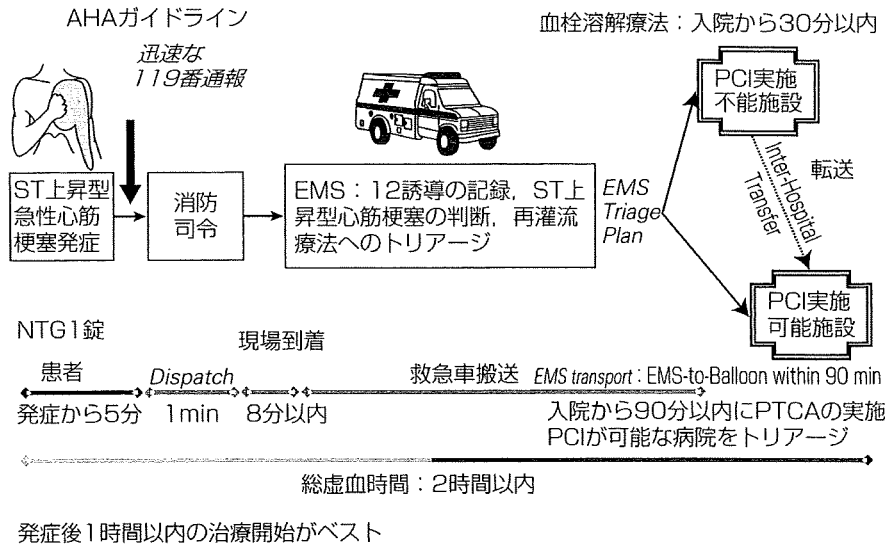 AHAガイドライン
血栓溶解療法：入院から30分以内
迅速な
119番通報
PCI実施
不能施設
Inter-Hospital
Transfer
転送
ST上昇型
急性心筋
梗塞発症
消防
司令
EMS：12誘導の記録，ST上
昇型心筋梗塞の判断，再灌流
療法へのトリアージ
EMS
Triage
Plan
PCI実施
可能施設
NTG1錠
現場到着
患者
Dispatch
救急車搬送
EMS transport：EMS-to-Balloon within 90 min
発症から5分
1min
8分以内
入院から90分以内にPTCAの実施
PCIが可能な病院をトリアージ
総虚血時間：2時間以内
発症後1時間以内の治療開始がベスト